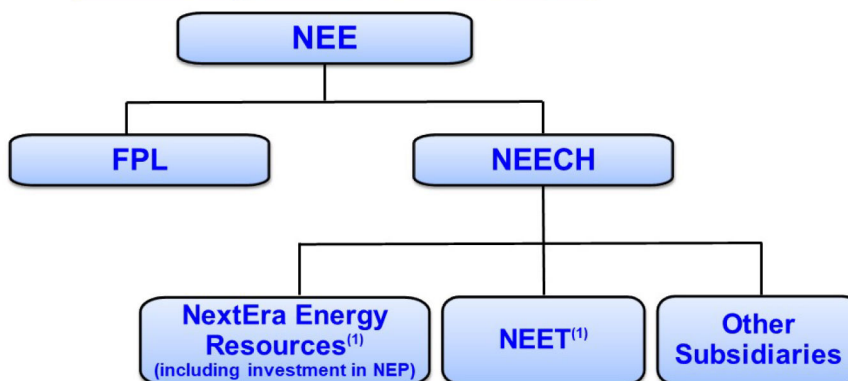 NEE
FPL
NEECH
NextEra Energy
Resources(1)
(including investment in NEP)
NEET(1)
Other
Subsidiaries